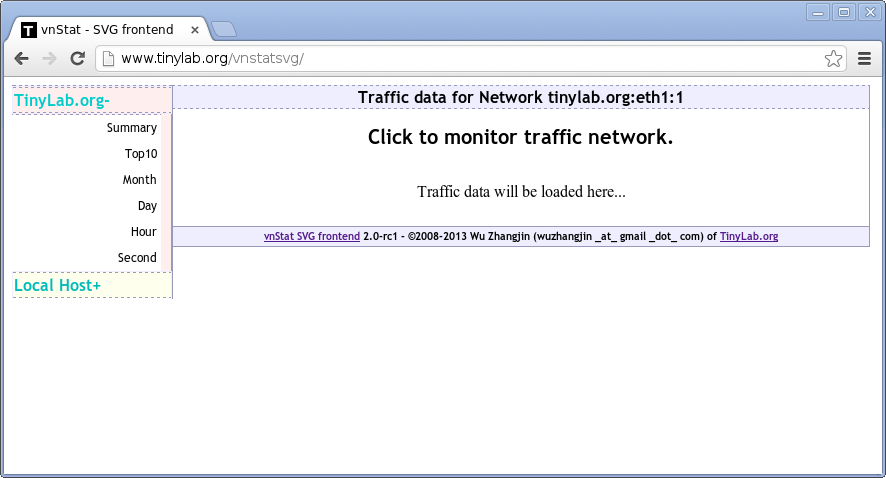 vnStat - SVG frontend
www.tinylab.org/vnstatsvg/
TinyLab.org-
Summary
Top10
Month
Day
Hour
Second
Local Host+
Traffic data for Network tinylab.org:eth1:1
Click to monitor traffic network.
Traffic data will be loaded here...
vnStat SVG frontend 2.0-rc1 - ©2008-2013 Wu Zhangjin (wuzhangjin _at_ gmail _dot_ com) of TinyLab.org